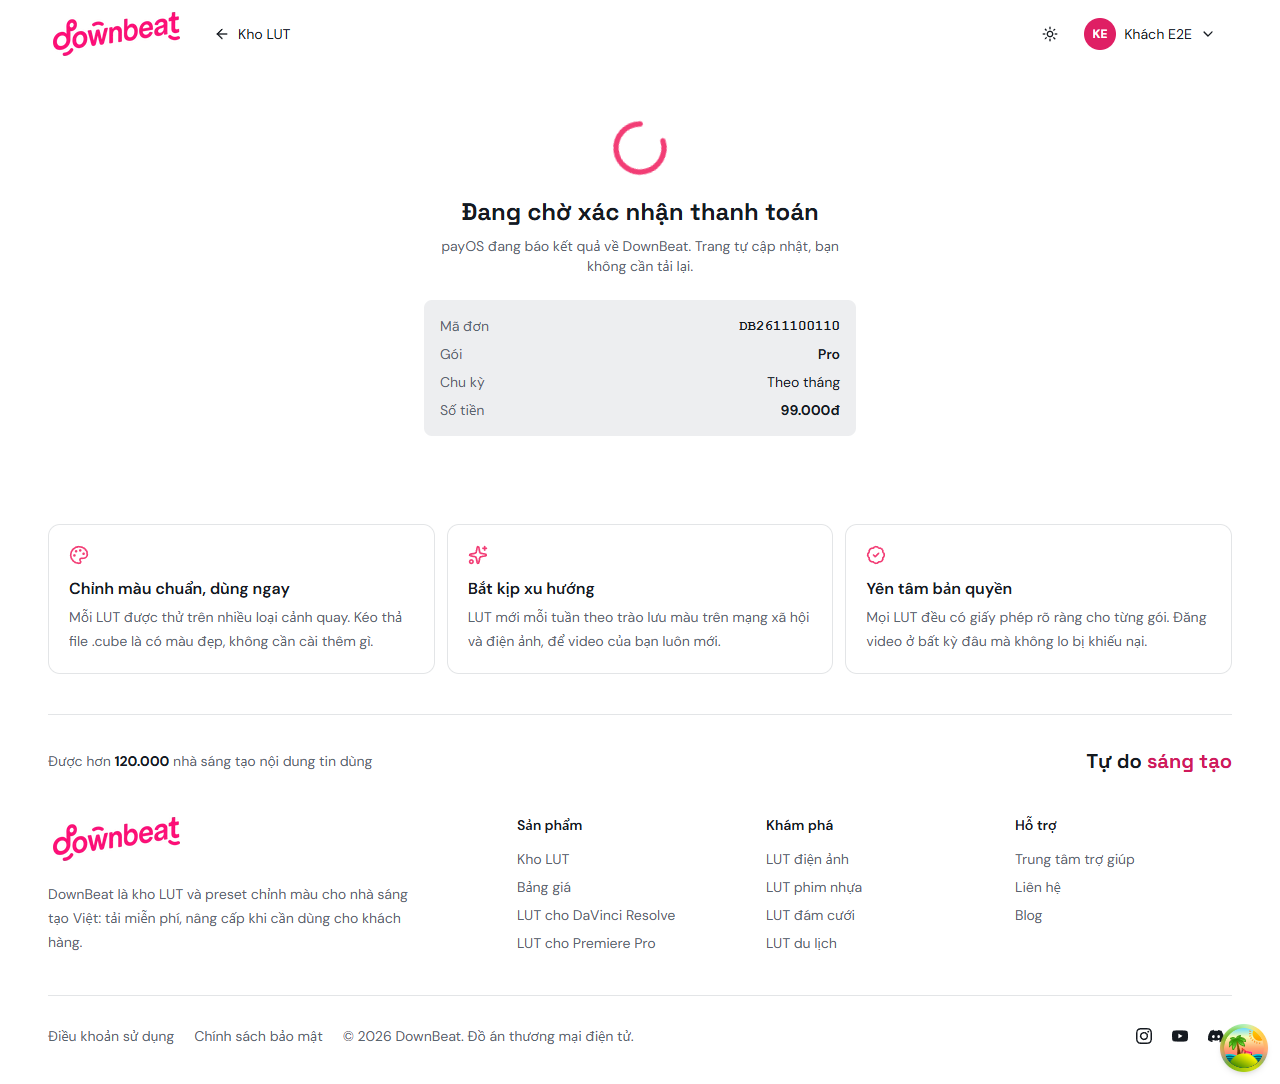 downbeat
Kho LUT
KE
Khách E2E
Đang chờ xác nhận thanh toán
payOS đang báo kết quả về DownBeat. Trang tự cập nhật, bạn
không cần tải lại.
Mã đơn DB2611100110
Gói Pro
Chu kỳ Theo tháng
Số tiền 99.000đ
Chỉnh màu chuẩn, dùng ngay
Mỗi LUT được thử trên nhiều loại cảnh quay. Kéo thả
file .cube là có màu đẹp, không cần cài thêm gì.
Bắt kịp xu hướng
LUT mới mỗi tuần theo trào lưu màu trên mạng xã hội
và điện ảnh, để video của bạn luôn mới.
Yên tâm bản quyền
Mọi LUT đều có giấy phép rõ ràng cho từng gói. Đăng
video ở bất kỳ đâu mà không lo bị khiếu nại.
Được hơn 120.000 nhà sáng tạo nội dung tin dùng
Tự do sáng tạo
downbeat
DownBeat là kho LUT và preset chỉnh màu cho nhà sáng
tạo Việt: tải miễn phí, nâng cấp khi cần dùng cho khách
hàng.
Sản phẩm
Kho LUT
Bảng giá
LUT cho DaVinci Resolve
LUT cho Premiere Pro
Khám phá
LUT điện ảnh
LUT phim nhựa
LUT đám cưới
LUT du lịch
Hỗ trợ
Trung tâm trợ giúp
Liên hệ
Blog
Điều khoản sử dụng
Chính sách bảo mật
© 2026 DownBeat. Đồ án thương mại điện tử.